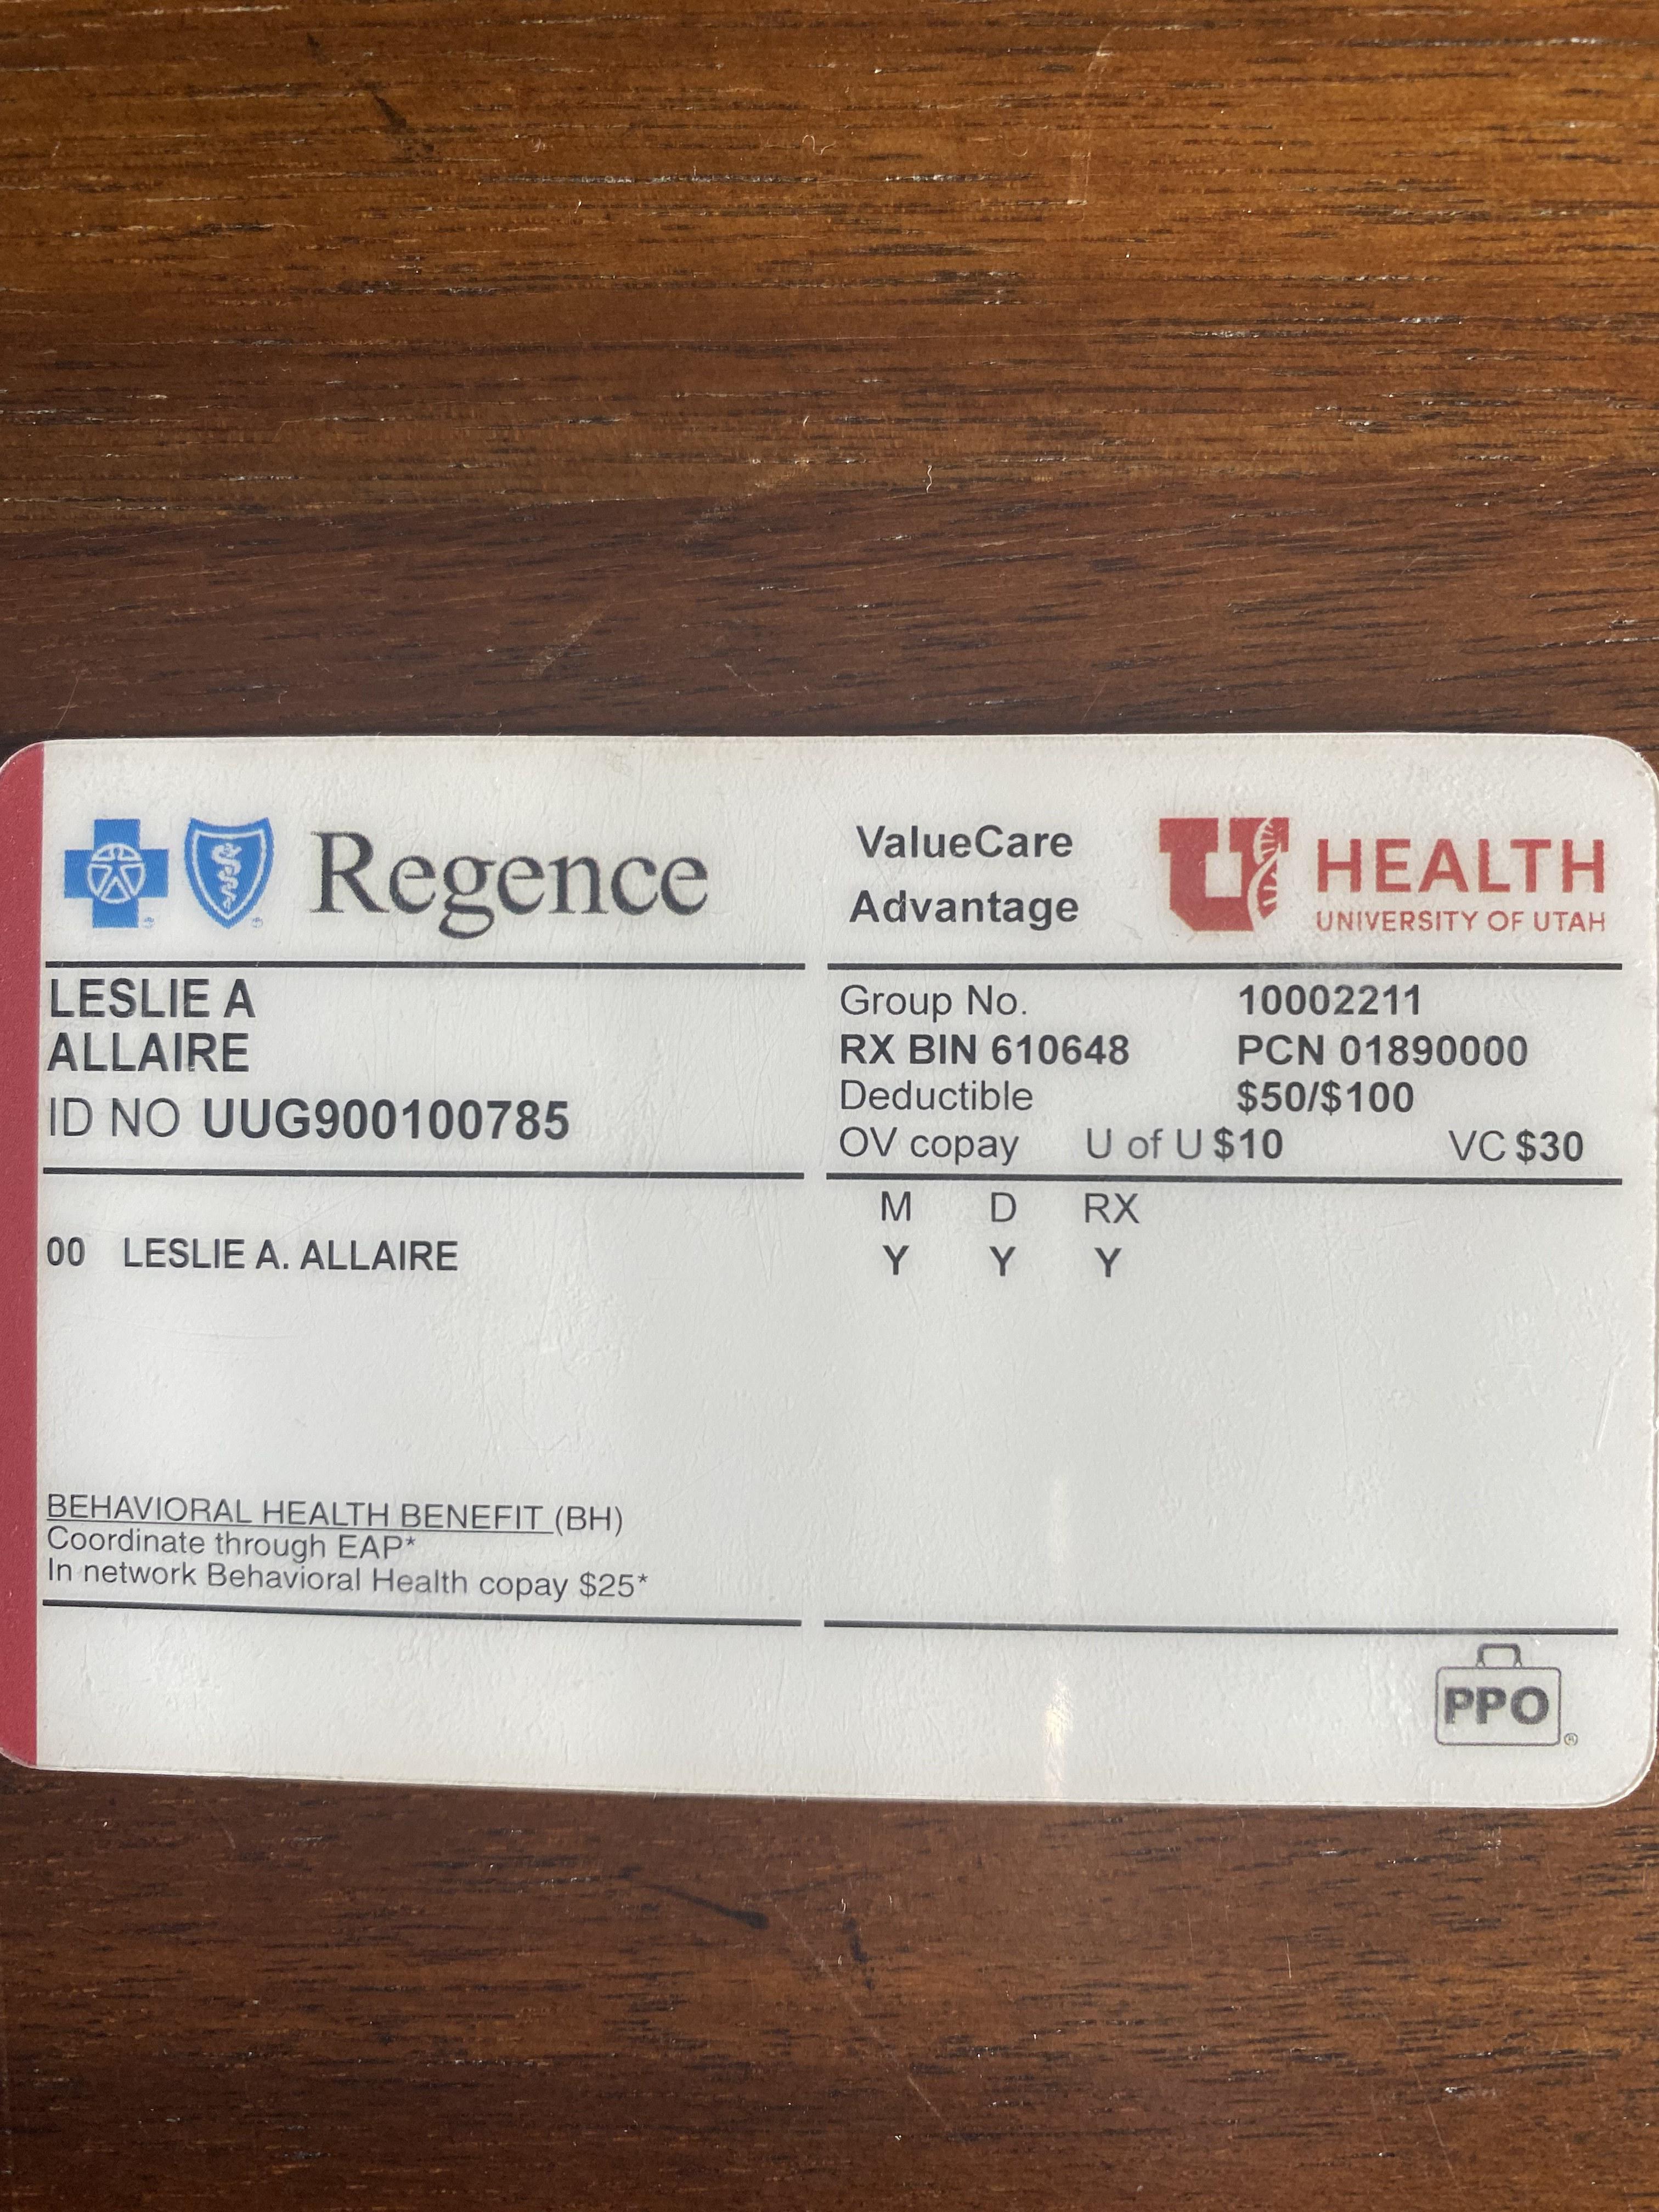 Regence
ValueCare
Advantage
U HEALTH
UNIVERSITY OF UTAH
LESLIE A
ALLAIRE
ID NO UUG900100785
Group No. 10002211
RX BIN 610648 PCN 01890000
Deductible $50/$100
OV copay U of U $10 VC $30
M D RX
00 LESLIE A. ALLAIRE Y Y Y
BEHAVIORAL HEALTH BENEFIT (BH)
Coordinate through EAP*
In network Behavioral Health copay $25*
PPO®